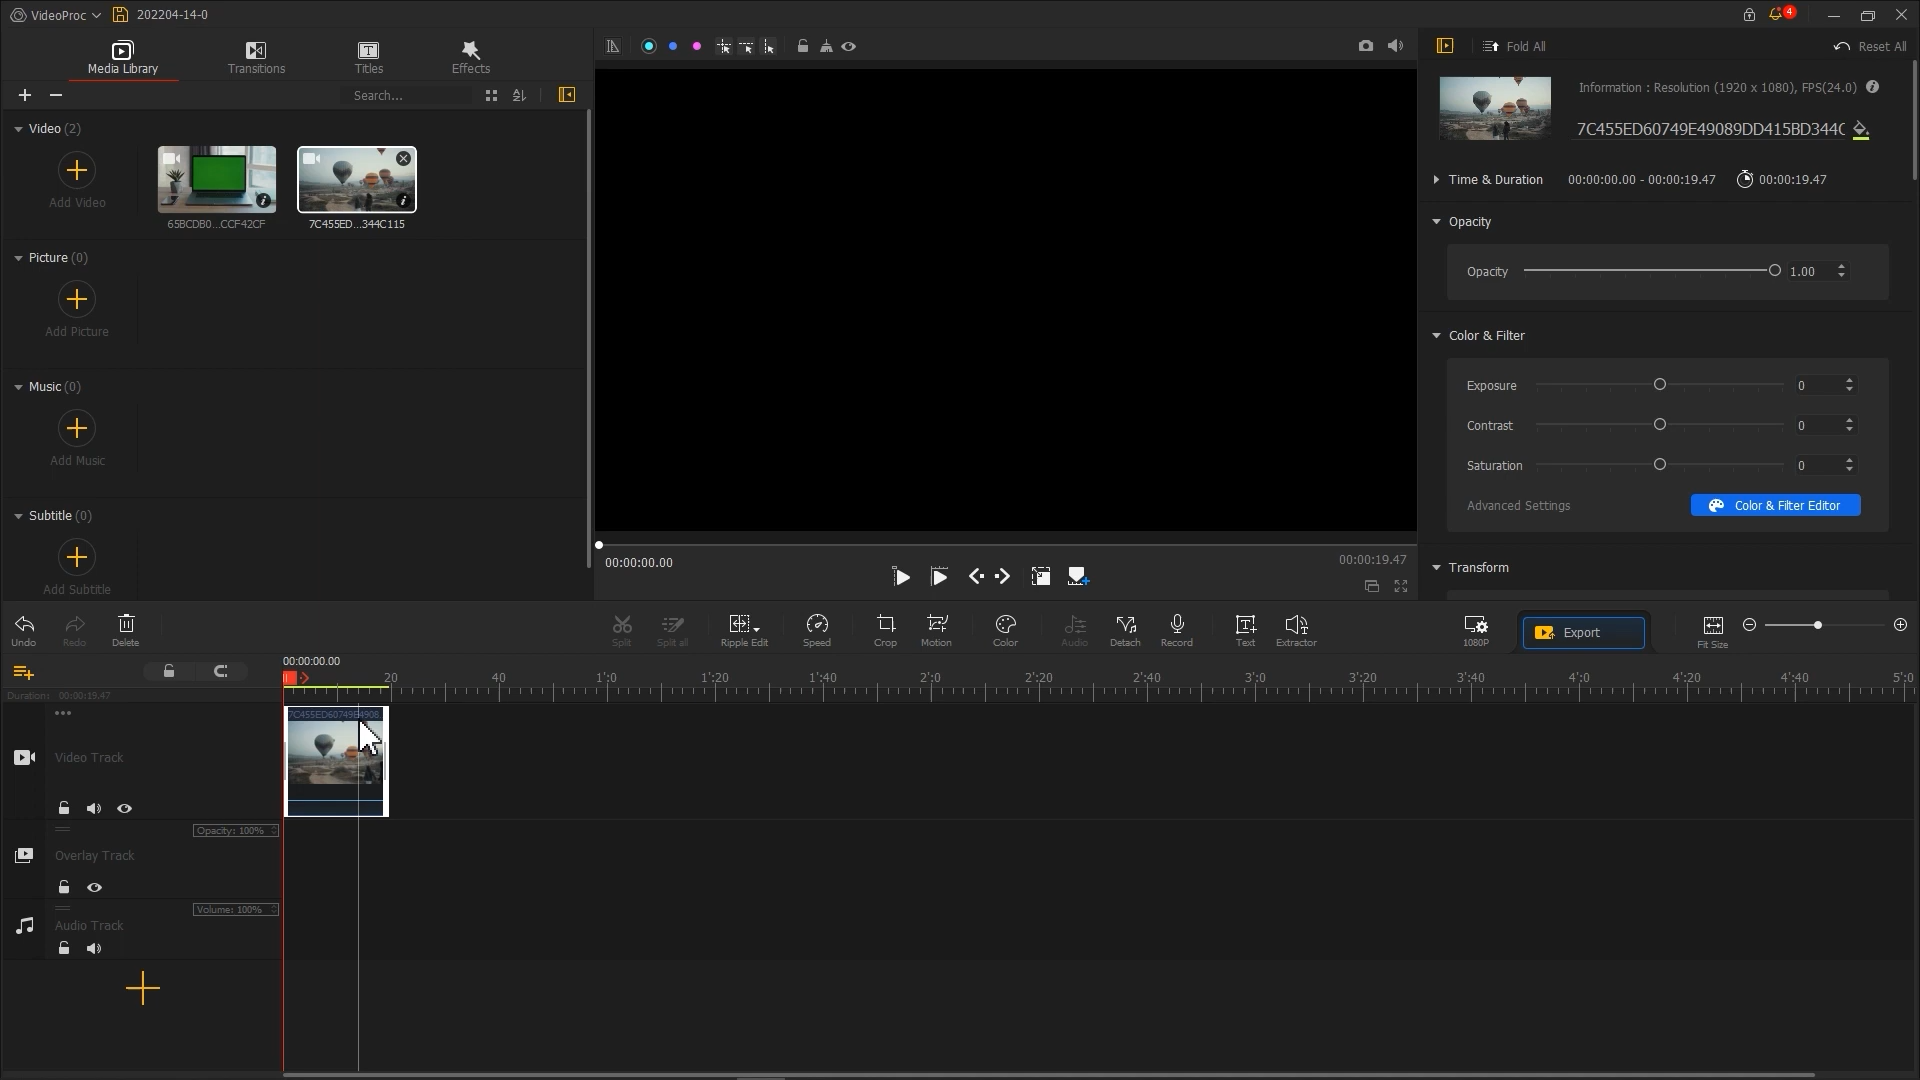 VideoProc
202204-14-0
4
Media Library
Transitions
Titles
Effects
Search...
Video (2)
Add Video
65BCDB0...CCF42CF
7C455ED...344C115
Picture (0)
Add Picture
Music (0)
Add Music
Subtitle (0)
Add Subtitle
00:00:00.00
00:00:19.47
Fold All
Reset All
Information : Resolution (1920 x 1080), FPS(24.0)
7C455ED60749E49089DD415BD344C
Time & Duration
00:00:00.00 - 00:00:19.47
00:00:19.47
Opacity
Opacity
1.00
Color & Filter
Exposure
0
Contrast
0
Saturation
0
Advanced Settings
Color & Filter Editor
Transform
Undo
Redo
Delete
Split
Split all
Ripple Edit
Speed
Crop
Motion
Color
Audio
Detach
Record
Text
Extractor
1080P
Export
Fit Size
00:00:00.00
20
40
1':0
1':20
1':40
2':0
2':20
2':40
3':0
3':20
3':40
4':0
4':20
4':40
5':0
Duration: 00:00:19.47
7C455ED60749E4908
Video Track
Opacity: 100%
Overlay Track
Volume: 100%
Audio Track